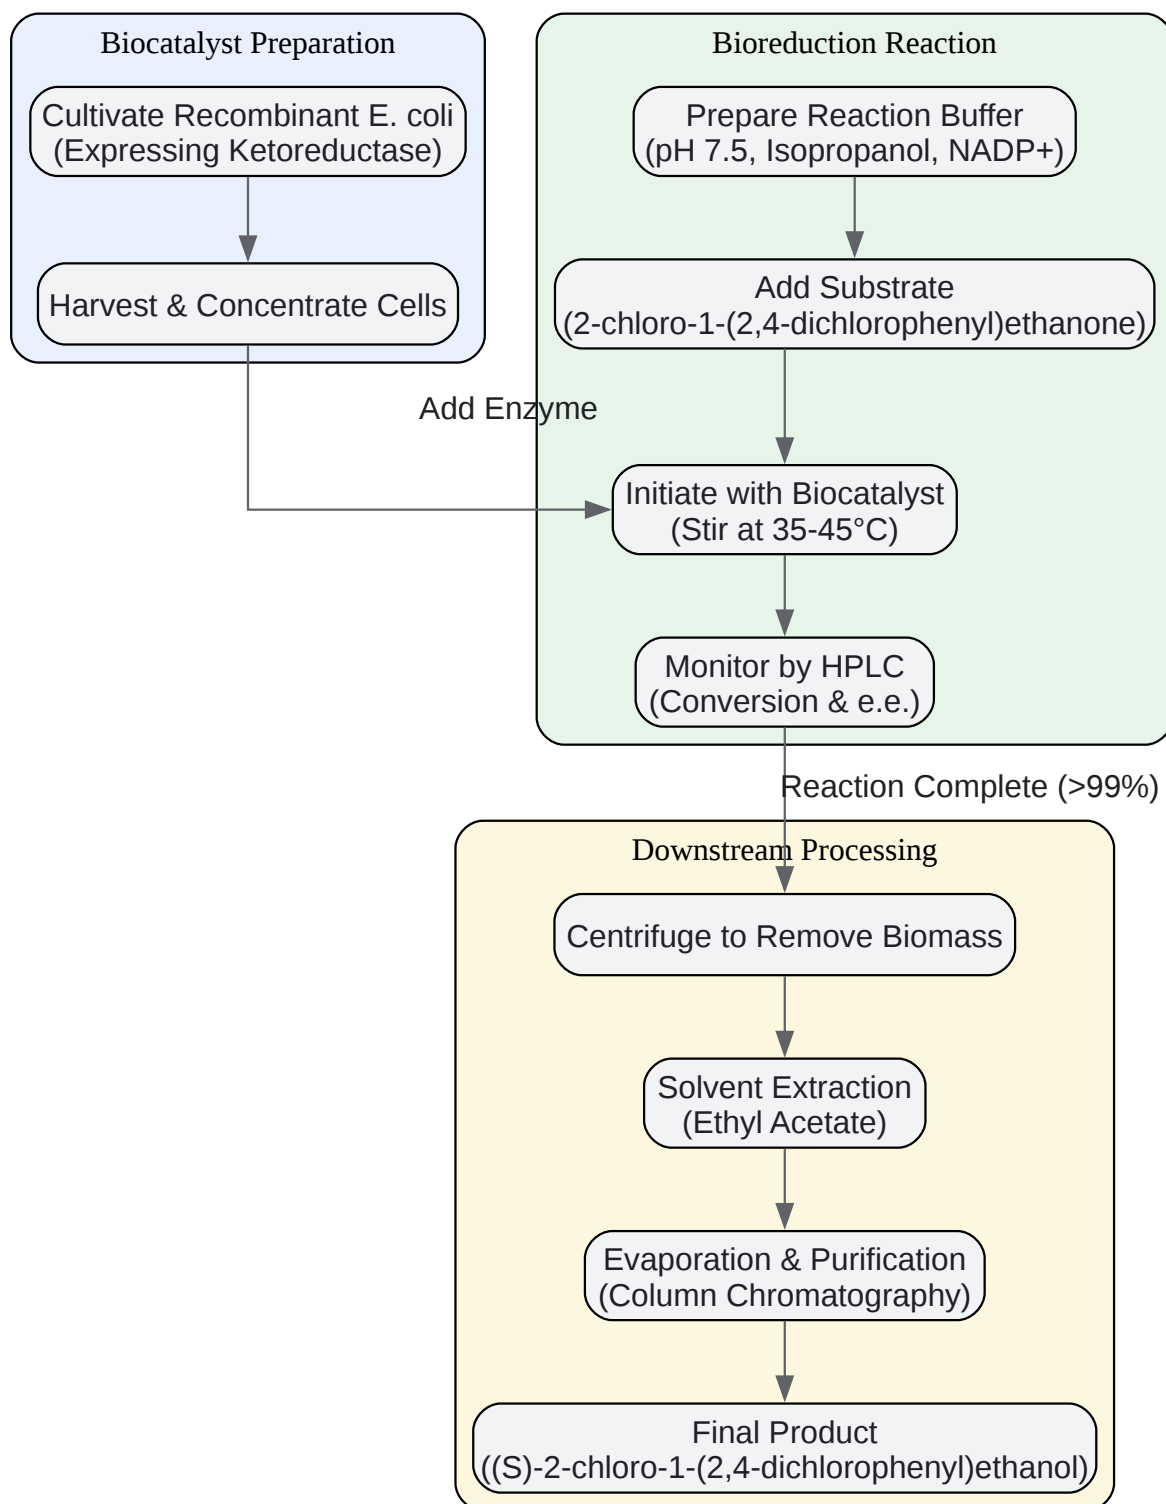 Biocatalyst Preparation
Cultivate Recombinant E. coli
(Expressing Ketoreductase)
Harvest & Concentrate Cells
Add Enzyme
Bioreduction Reaction
Prepare Reaction Buffer
(pH 7.5, Isopropanol, NADP+)
Add Substrate
(2-chloro-1-(2,4-dichlorophenyl)ethanone)
Initiate with Biocatalyst
(Stir at 35-45°C)
Monitor by HPLC
(Conversion & e.e.)
Reaction Complete (>99%)
Downstream Processing
Centrifuge to Remove Biomass
Solvent Extraction
(Ethyl Acetate)
Evaporation & Purification
(Column Chromatography)
Final Product
((S)-2-chloro-1-(2,4-dichlorophenyl)ethanol)